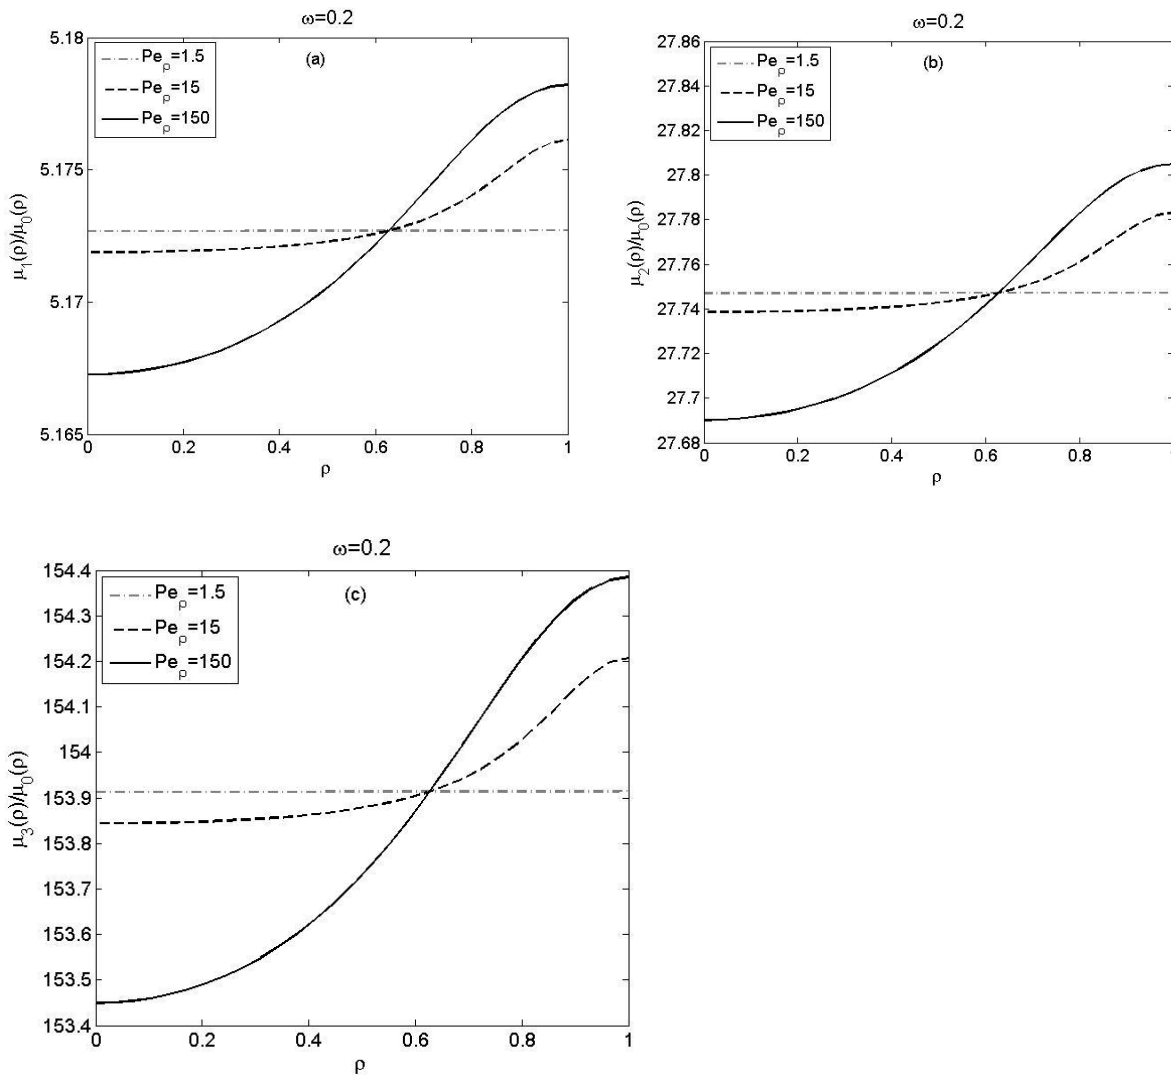 ω=0.2
(a)
Pe_ρ=1.5
Pe_ρ=15
Pe_ρ=150
5.18
5.175
5.17
5.165
μ_1(ρ)/μ_0(ρ)
0 0.2 0.4 0.6 0.8 1
ρ
ω=0.2
(b)
Pe_ρ=1.5
Pe_ρ=15
Pe_ρ=150
27.86
27.84
27.82
27.8
27.78
27.76
27.74
27.72
27.7
27.68
μ_2(ρ)/μ_0(ρ)
0 0.2 0.4 0.6 0.8 1
ρ
ω=0.2
(c)
Pe_ρ=1.5
Pe_ρ=15
Pe_ρ=150
154.4
154.3
154.2
154.1
154
153.9
153.8
153.7
153.6
153.5
153.4
μ_3(ρ)/μ_0(ρ)
0 0.2 0.4 0.6 0.8 1
ρ